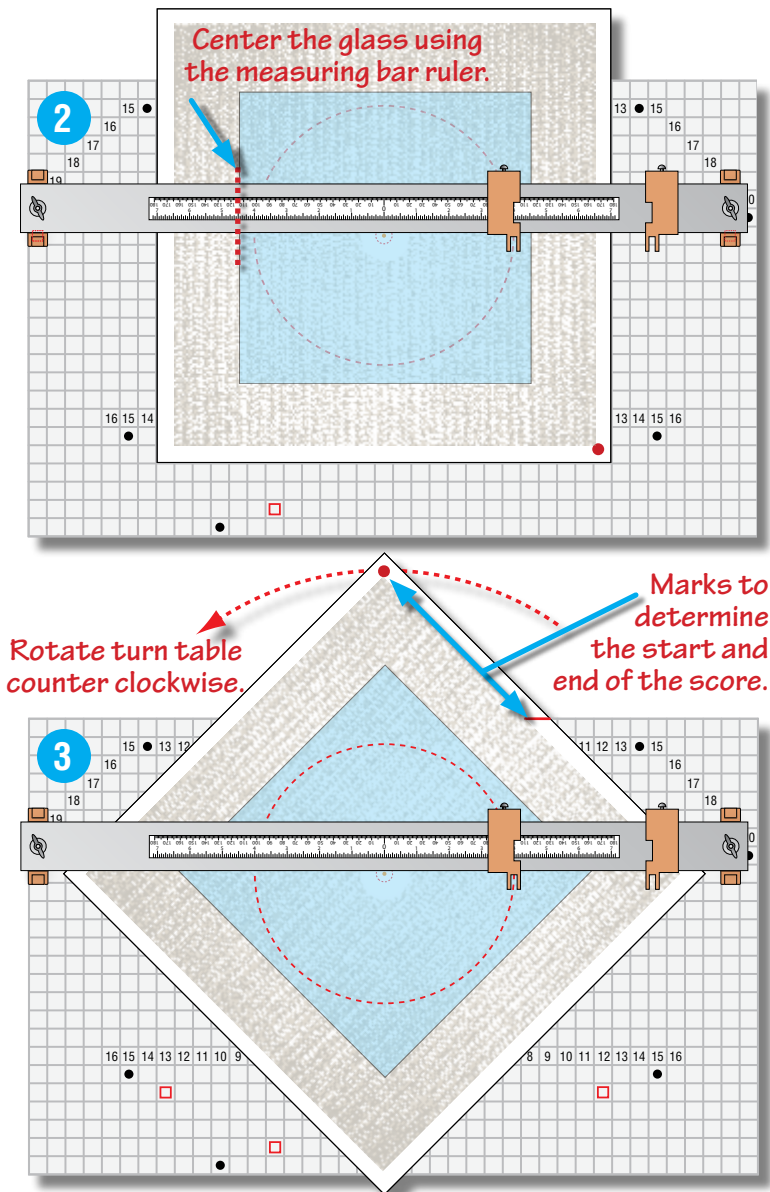 Center the glass using
the measuring bar ruler.
2
15 13 15
16 16
17 17
18 18
19 0
16 15 14 13 14 15 16
Marks to
determine
the start and
end of the score.
Rotate turn table
counter clockwise.
3
15 13 12 11 12 13 15
16 16
17 17
18 18
19 0
16 15 14 13 12 11 10 9 8 9 10 11 12 13 14 15 16